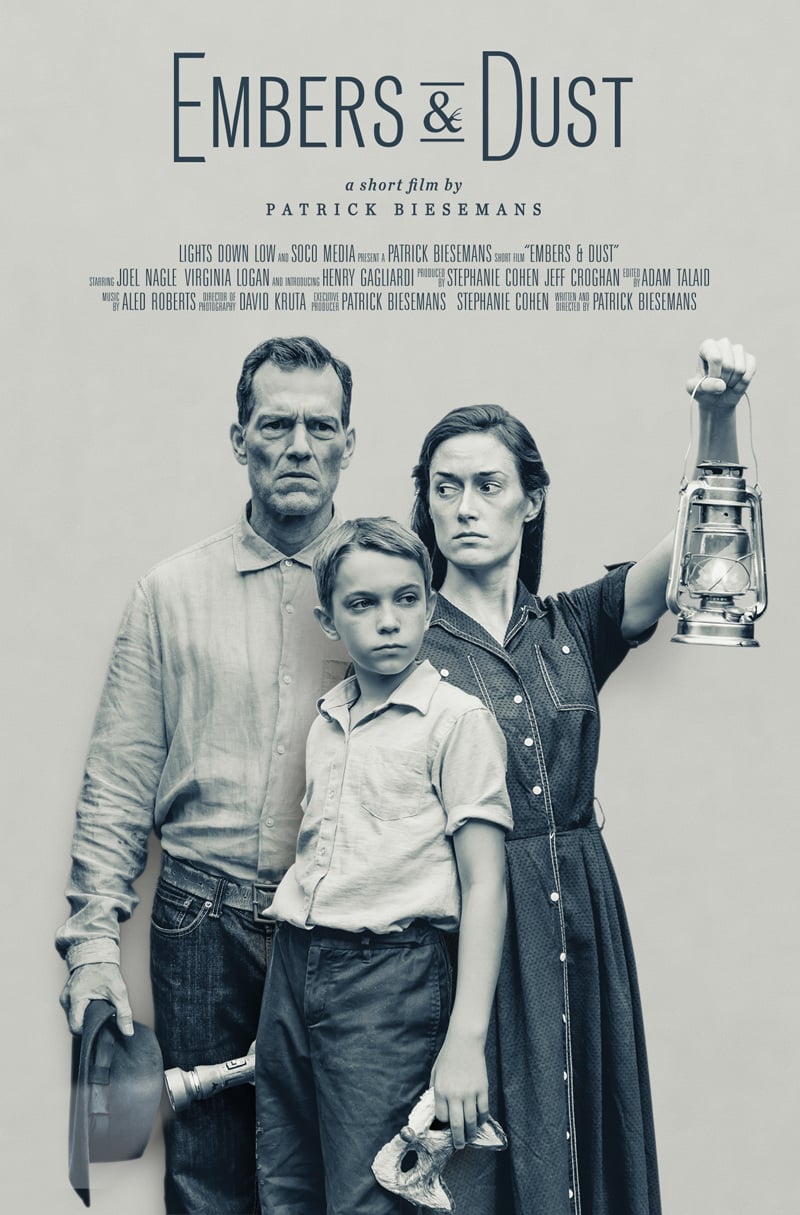 EMBERS & DUST
a short film by
PATRICK BIESEMANS
LIGHTS DOWN LOW AND SOCO MEDIA PRESENT A PATRICK BIESEMANS SHORT FILM "EMBERS & DUST"
STARRING JOEL NAGLE VIRGINIA LOGAN AND INTRODUCING HENRY GAGLIARDI PRODUCED BY STEPHANIE COHEN JEFF CROGHAN EDITED BY ADAM TALAID
MUSIC BY ALED ROBERTS DIRECTOR OF PHOTOGRAPHY DAVID KRUTA EXECUTIVE PRODUCER PATRICK BIESEMANS STEPHANIE COHEN WRITTEN AND DIRECTED BY PATRICK BIESEMANS